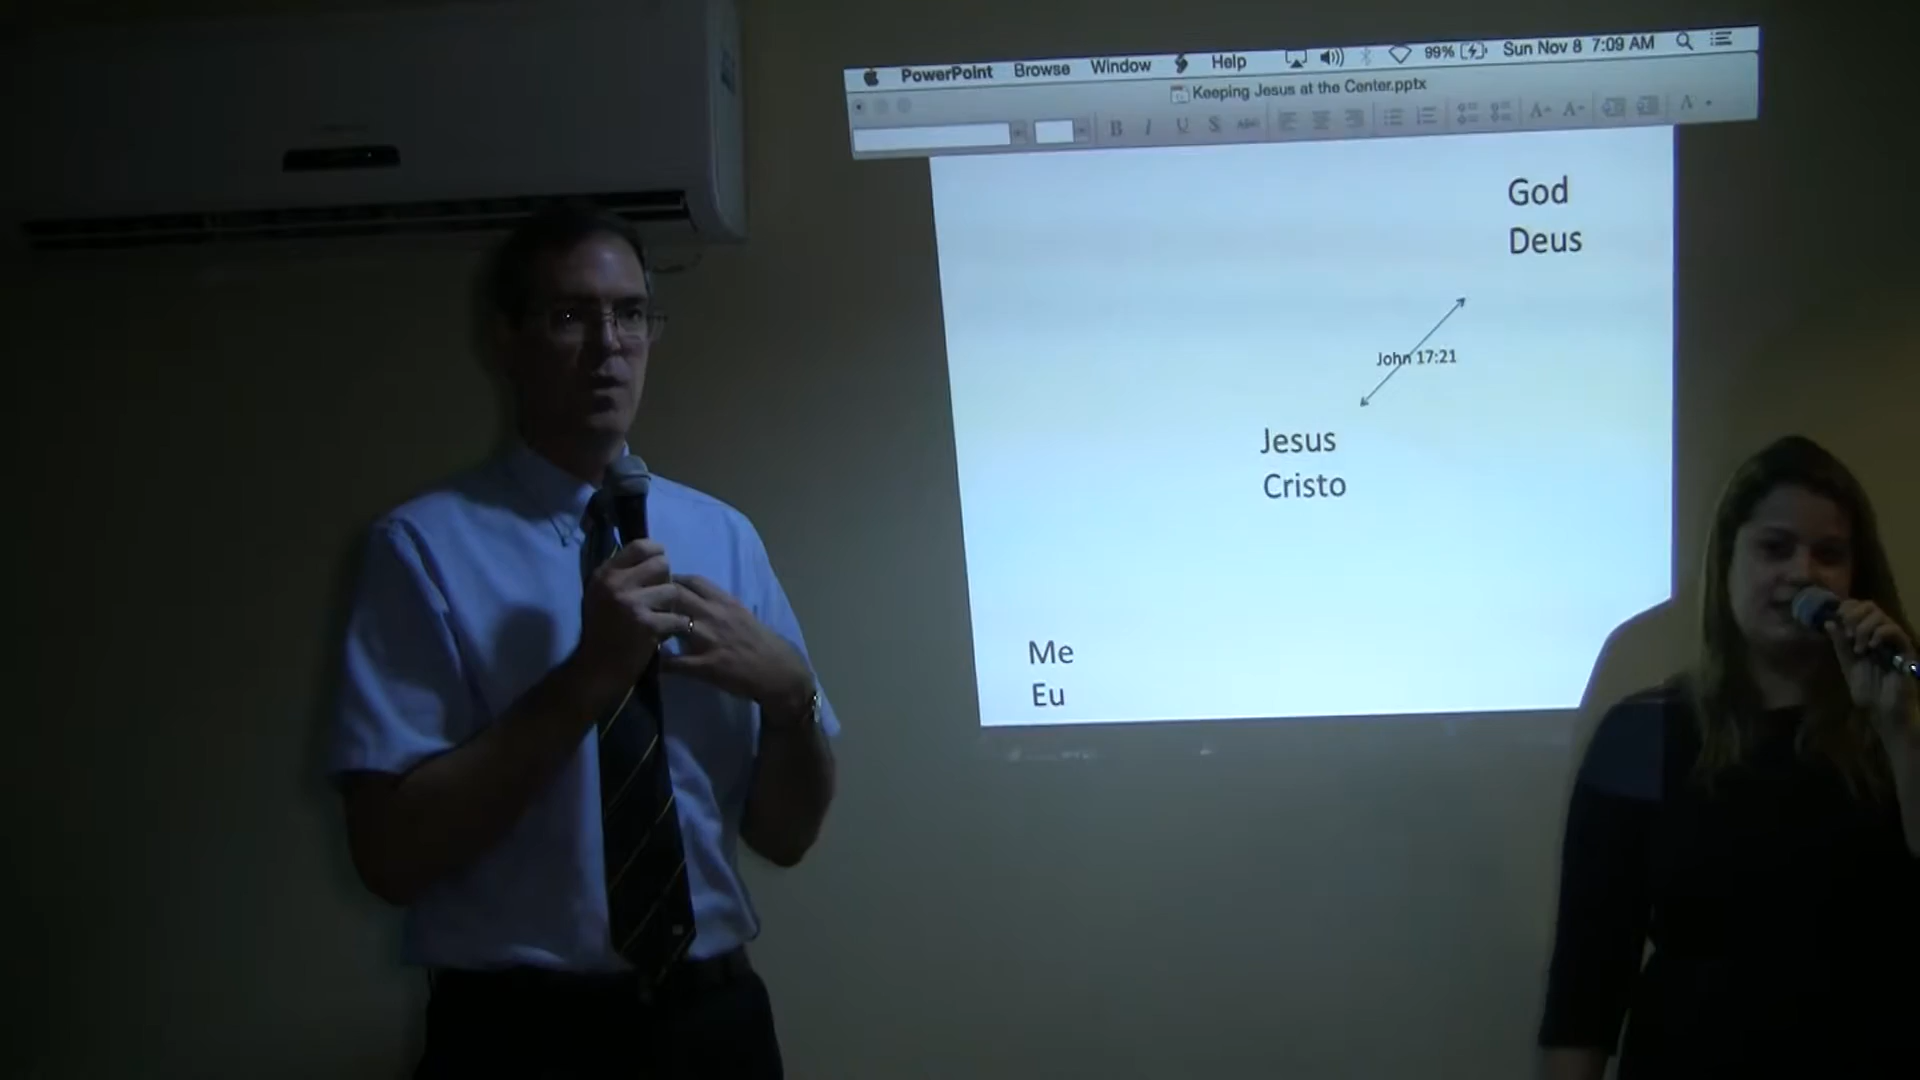 PowerPoint Browse Window Help 99% Sun Nov 8 7:09 AM
Keeping Jesus at the Center.pptx
B I U S ABC A A A
God
Deus
John 17:21
Jesus
Cristo
Me
Eu